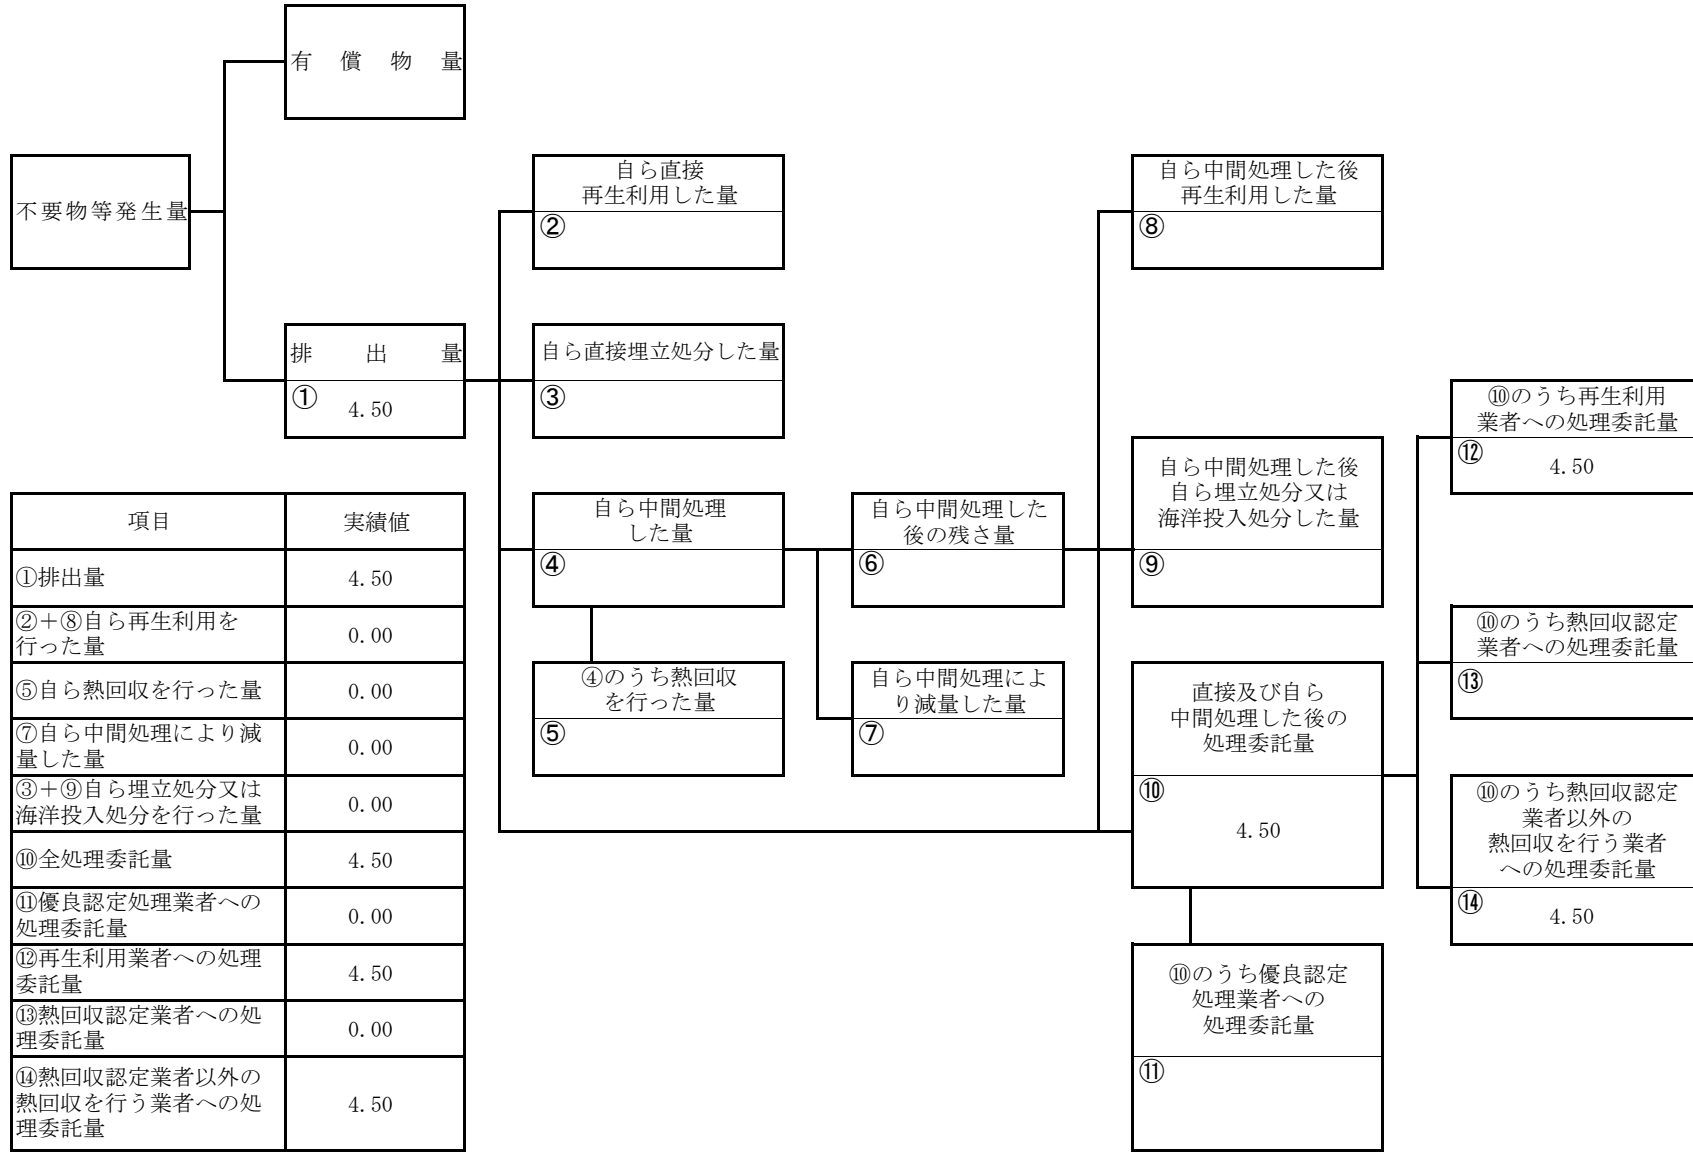 有償物量
不要物等発生量
自ら直接
再生利用した量
②
自ら中間処理した後
再生利用した量
⑧
排出量
① 4.50
自ら直接埋立処分した量
③
⑩のうち再生利用
業者への処理委託量
⑫ 4.50
自ら中間処理
した量
④
自ら中間処理した
後の残さ量
⑥
自ら中間処理した後
自ら埋立処分又は
海洋投入処分した量
⑨
⑩のうち熱回収認定
業者への処理委託量
⑬
④のうち熱回収
を行った量
⑤
自ら中間処理によ
り減量した量
⑦
直接及び自ら
中間処理した後の
処理委託量
⑩
4.50
⑩のうち熱回収認定
業者以外の
熱回収を行う業者
への処理委託量
⑭ 4.50
⑩のうち優良認定
処理業者への
処理委託量
⑪
項目 実績値
①排出量 4.50
②＋⑧自ら再生利用を
行った量 0.00
⑤自ら熱回収を行った量 0.00
⑦自ら中間処理により減
量した量 0.00
③＋⑨自ら埋立処分又は
海洋投入処分を行った量 0.00
⑩全処理委託量 4.50
⑪優良認定処理業者への
処理委託量 0.00
⑫再生利用業者への処理
委託量 4.50
⑬熱回収認定業者への処
理委託量 0.00
⑭熱回収認定業者以外の
熱回収を行う業者への処
理委託量 4.50